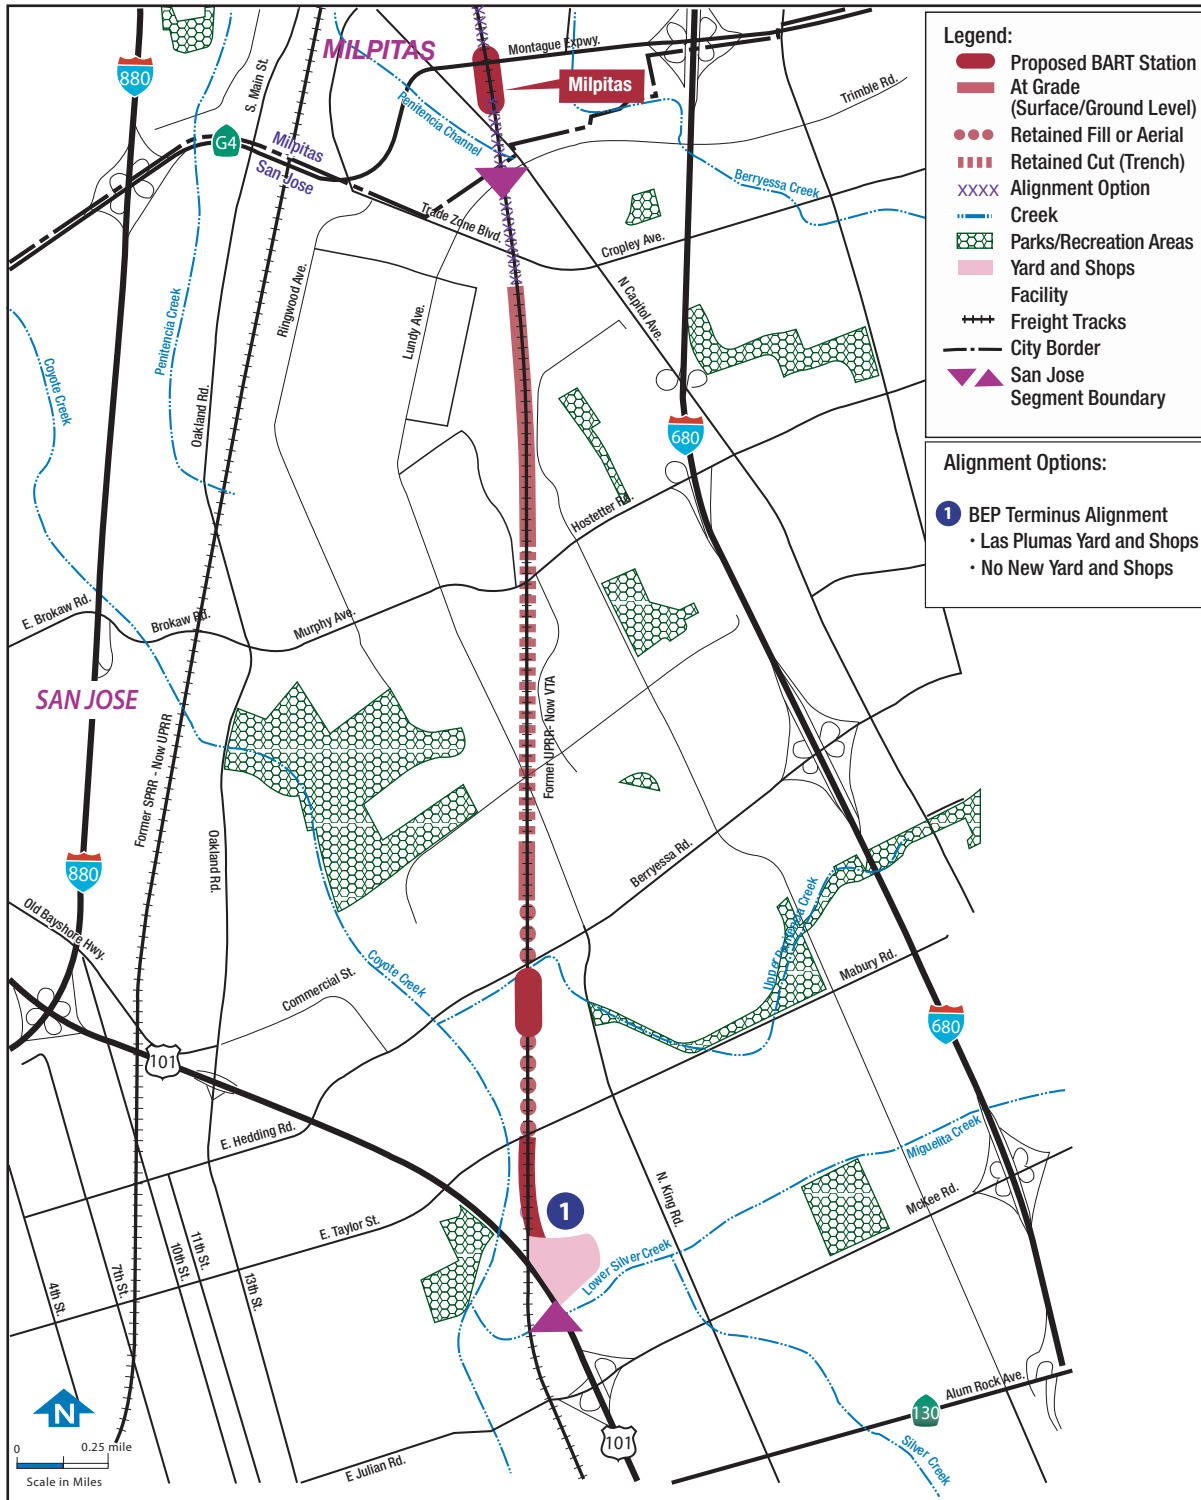 MILPITAS
Montague Expwy.
880
S. Main St.
Milpitas
Trimble Rd.
Penitencia Channel
G4
Milpitas
San Jose
Berryessa Creek
Trade Zone Blvd.
Cropley Ave.
Ringwood Ave.
Lundy Ave.
N Capitol Ave.
Penitencia Creek
Coyote Creek
Oakland Rd.
680
Hostetter Rd.
E. Brokaw Rd.
Brokaw Rd.
Murphy Ave.
SAN JOSE
Former SPRR - Now UPRR
Former UPRR - Now VTA
Oakland Rd.
880
Berryessa Rd.
Old Bayshore Hwy.
Coyote Creek
Upper Penitencia Creek
Commercial St.
Mabury Rd.
680
101
E. Hedding Rd.
Miguelita Creek
McKee Rd.
N. King Rd.
E. Taylor St.
1
Lower Silver Creek
4th St.
7th St.
10th St.
11th St.
13th St.
N
0
0.25 mile
Scale in Miles
E Julian Rd.
101
Alum Rock Ave.
130
Silver Creek
Legend:
Proposed BART Station
At Grade
(Surface/Ground Level)
Retained Fill or Aerial
Retained Cut (Trench)
XXXX Alignment Option
Creek
Parks/Recreation Areas
Yard and Shops
Facility
Freight Tracks
City Border
San Jose
Segment Boundary
Alignment Options:
1 BEP Terminus Alignment
· Las Plumas Yard and Shops
· No New Yard and Shops